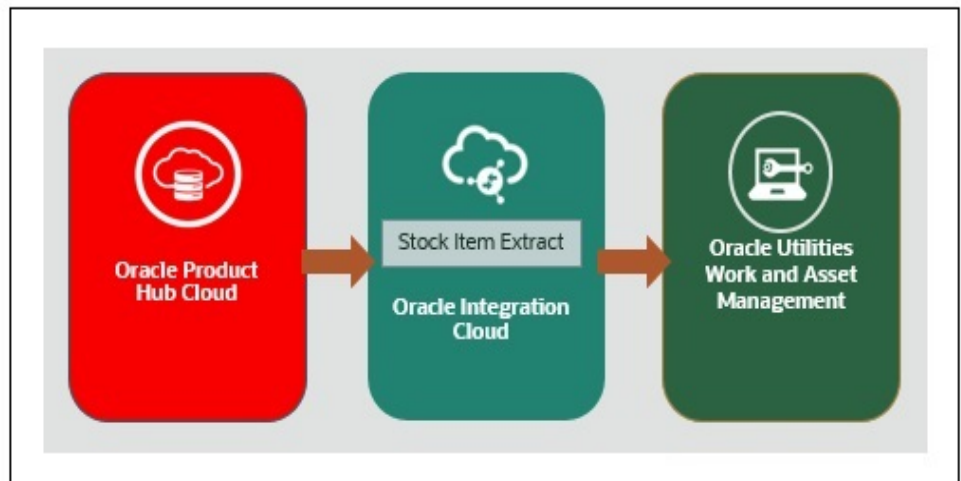 Oracle Product
Hub Cloud
Stock Item Extract
Oracle Integration
Cloud
Oracle Utilities
Work and Asset
Management